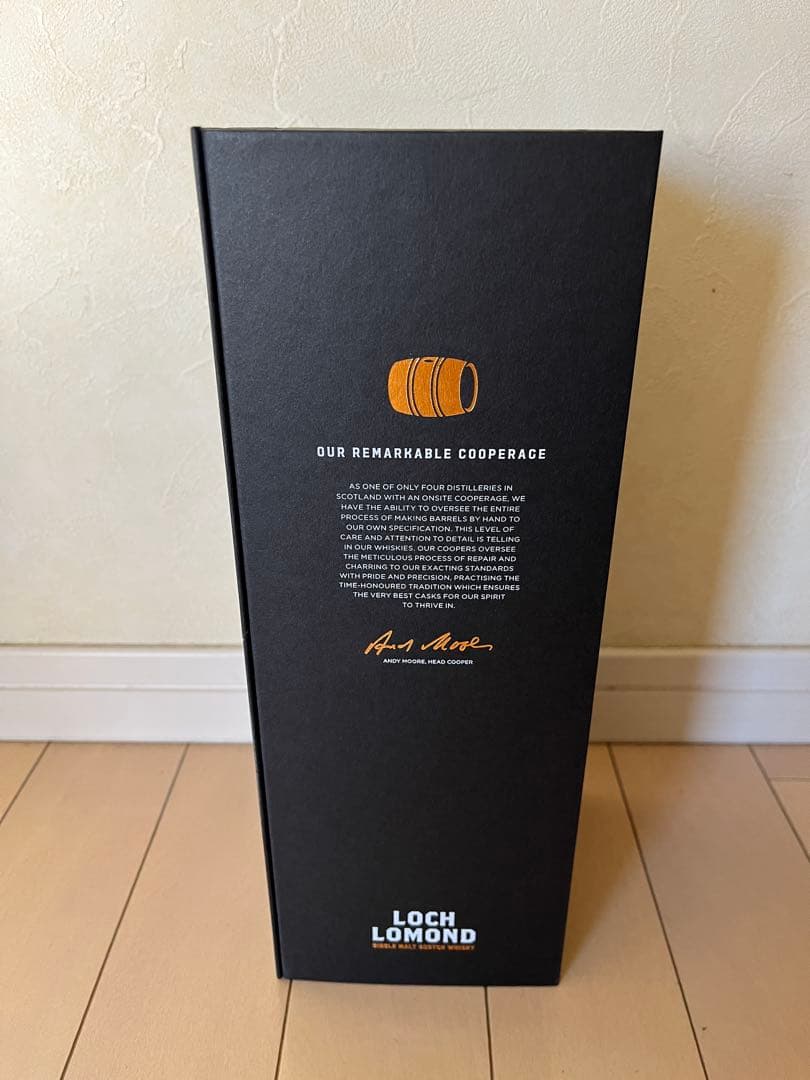 OUR REMARKABLE COOPERAGE
AS ONE OF ONLY FOUR DISTILLERIES IN
SCOTLAND WITH AN ONSITE COOPERAGE, WE
HAVE THE ABILITY TO OVERSEE THE ENTIRE
PROCESS OF MAKING BARRELS BY HAND TO
OUR OWN SPECIFICATION. THIS LEVEL OF
CARE AND ATTENTION TO DETAIL IS TELLING
IN OUR WHISKIES. OUR COOPERS OVERSEE
THE METICULOUS PROCESS OF REPAIR AND
CHARRING TO OUR EXACTING STANDARDS
WITH PRIDE AND PRECISION, PRACTISING THE
TIME-HONOURED TRADITION WHICH ENSURES
THE VERY BEST CASKS FOR OUR SPIRIT
TO THRIVE IN.
Andy Moore
ANDY MOORE, HEAD COOPER
LOCH
LOMOND
SINGLE MALT SCOTCH WHISKY